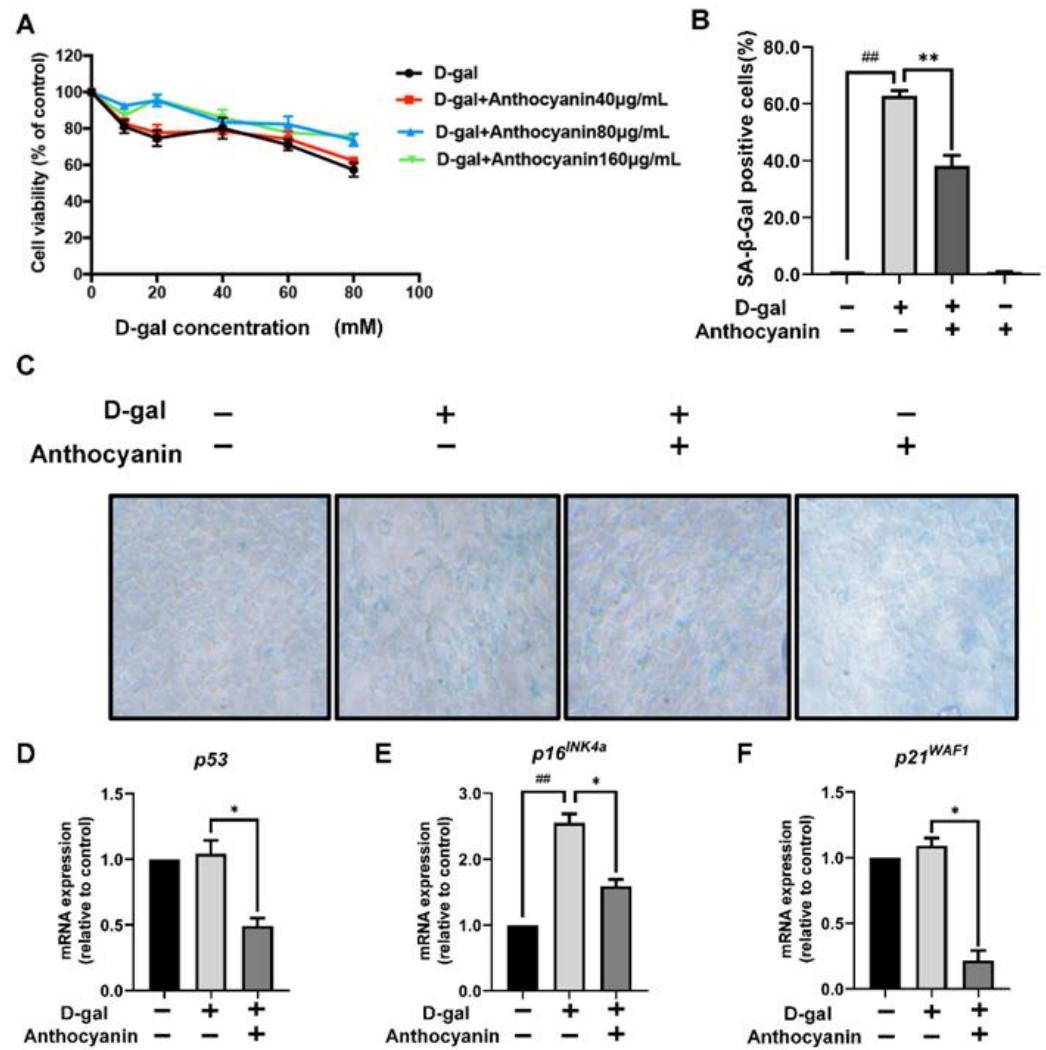 A
120
100
80
60
40
20
0
Cell viability (% of control)
0 20 40 60 80 100
D-gal concentration (mM)
D-gal
D-gal+Anthocyanin40μg/mL
D-gal+Anthocyanin80μg/mL
D-gal+Anthocyanin160μg/mL
B
SA-β-Gal positive cells(%)
80.0
60.0
40.0
20.0
0.0
## **
D-gal − + + −
Anthocyanin − − + +
C
D-gal − + + −
Anthocyanin − − + +
D
p53
mRNA expression
(relative to control)
1.5
1.0
0.5
0.0
*
D-gal − + +
Anthocyanin − − +
E
p16INK4a
mRNA expression
(relative to control)
3.0
2.0
1.0
0.0
## *
D-gal − + +
Anthocyanin − − +
F
p21WAF1
mRNA expression
(relative to control)
1.5
1.0
0.5
0.0
*
D-gal − + +
Anthocyanin − − +